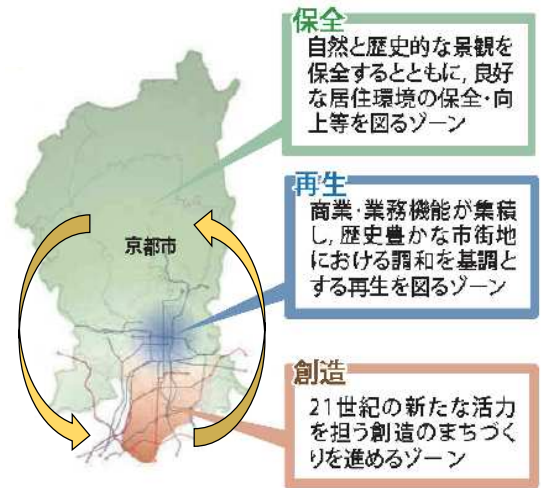 保全
自然と歴史的な景観を
保全するとともに, 良好
な居住環境の保全・向
上等を図るゾーン
再生
商業・業務機能が集積
し, 歴史豊かな市街地
における調和を基調と
する再生を図るゾーン
京都市
創造
21世紀の新たな活力
を担う創造のまちづく
りを進めるゾーン